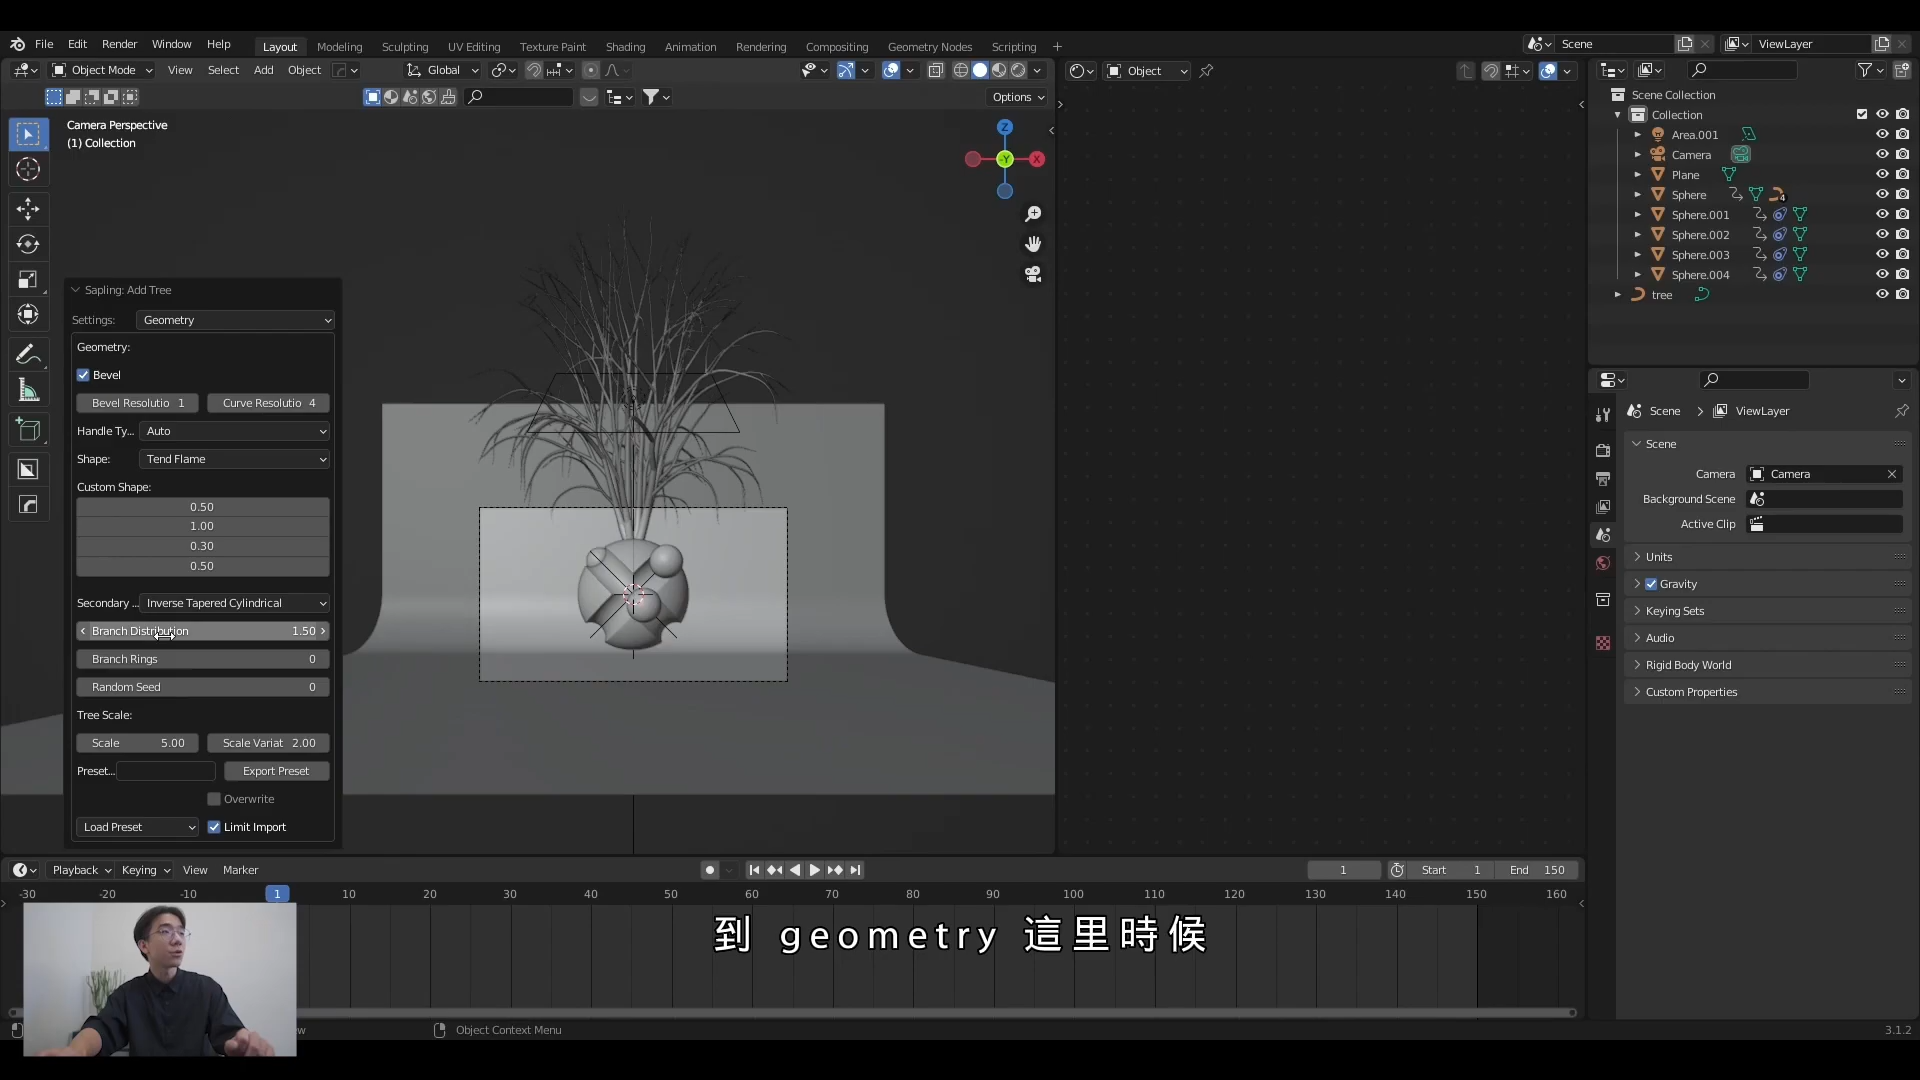 File Edit Render Window Help Layout Modeling Sculpting UV Editing Texture Paint Shading Animation Rendering Compositing Geometry Nodes Scripting + Scene ViewLayer
Object Mode View Select Add Object Global Object
Options
Camera Perspective
(1) Collection
Z
-Y X
Sapling: Add Tree
Settings: Geometry
Geometry:
Bevel
Bevel Resolutio 1 Curve Resolutio 4
Handle Ty... Auto
Shape: Tend Flame
Custom Shape:
0.50
1.00
0.30
0.50
Secondary ... Inverse Tapered Cylindrical
Branch Distribution 1.50
Branch Rings 0
Random Seed 0
Tree Scale:
Scale 5.00 Scale Variat 2.00
Preset... Export Preset
Overwrite
Load Preset Limit Import
Scene Collection
Collection
Area.001
Camera
Plane
Sphere 4
Sphere.001
Sphere.002
Sphere.003
Sphere.004
tree
Scene > ViewLayer
Scene
Camera Camera
Background Scene
Active Clip
Units
Gravity
Keying Sets
Audio
Rigid Body World
Custom Properties
Playback Keying View Marker 1 Start 1 End 150
-30 -20 -10 1 10 20 30 40 50 60 70 80 90 100 110 120 130 140 150 160
到 geometry 這里時候
Object Context Menu 3.1.2